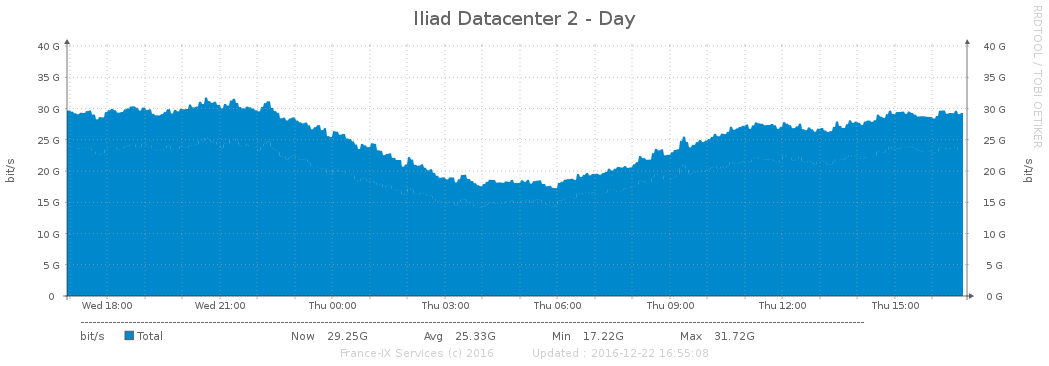 Iliad Datacenter 2 - Day
RRDTOOL / TOBI OETIKER
bit/s
40 G 40 G
35 G 35 G
30 G 30 G
25 G 25 G
20 G 20 G
15 G 15 G
10 G 10 G
5 G 5 G
0 0 G
bit/s
Wed 18:00 Wed 21:00 Thu 00:00 Thu 03:00 Thu 06:00 Thu 09:00 Thu 12:00 Thu 15:00
bit/s Total Now 29.25G Avg 25.33G Min 17.22G Max 31.72G
France-IX Services (c) 2016 Updated : 2016-12-22 16:55:08